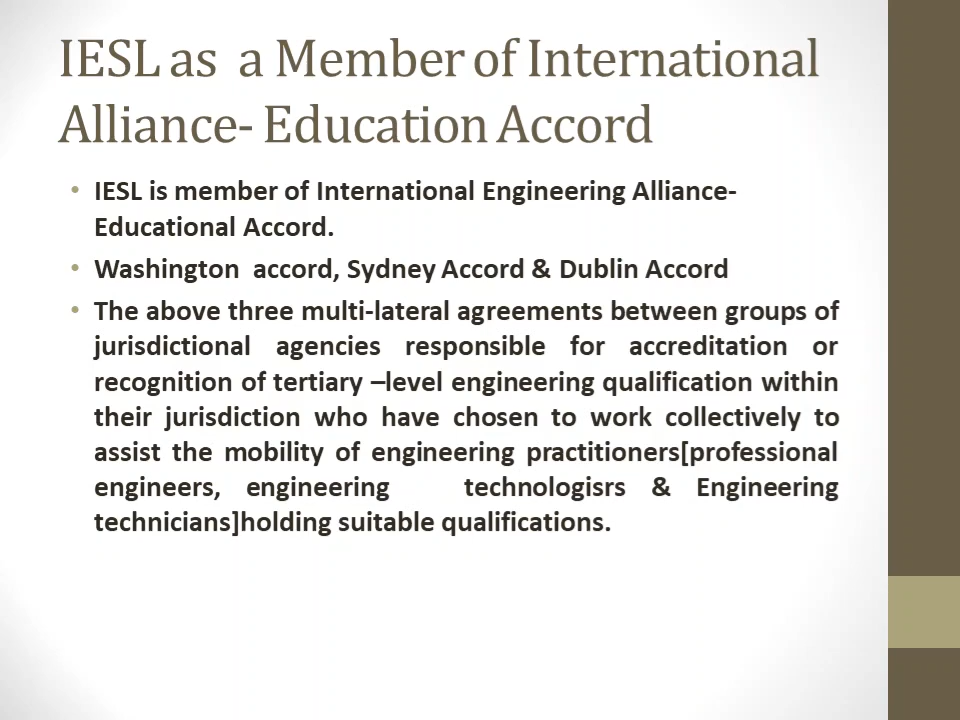 IESL as a Member of International
Alliance- Education Accord
• IESL is member of International Engineering Alliance-
Educational Accord.
• Washington accord, Sydney Accord & Dublin Accord
• The above three multi-lateral agreements between groups of
jurisdictional agencies responsible for accreditation or
recognition of tertiary –level engineering qualification within
their jurisdiction who have chosen to work collectively to
assist the mobility of engineering practitioners[professional
engineers, engineering technologisrs & Engineering
technicians]holding suitable qualifications.